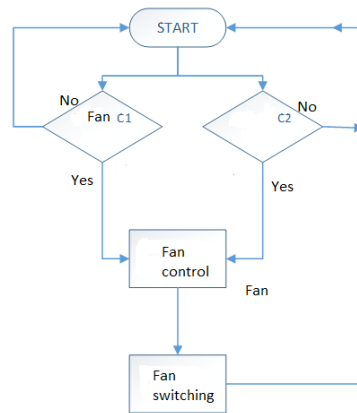 START
No
Fan C1
C2
No
Yes
Yes
Fan
control
Fan
Fan
switching